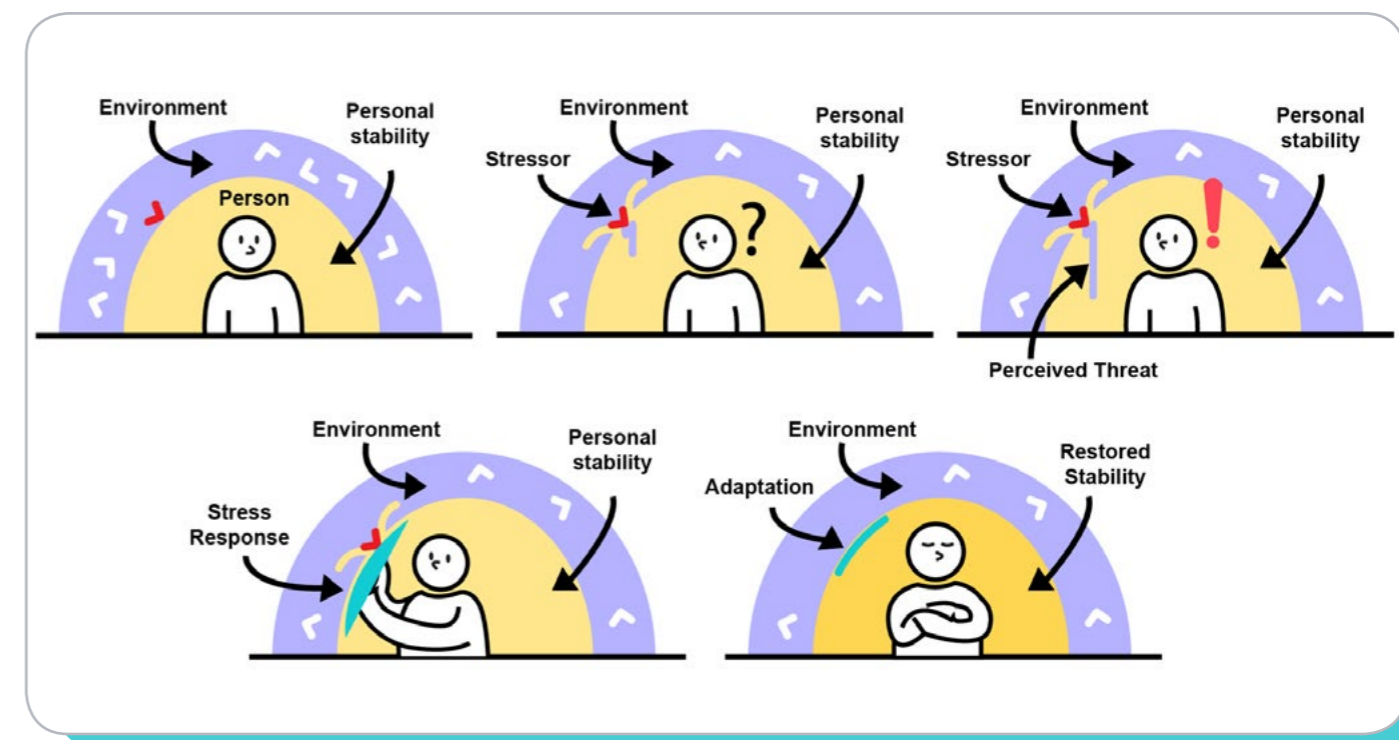 Environment
Personal
stability
Person
Environment
Personal
stability
Stressor
?
Environment
Personal
stability
Stressor
!
Perceived Threat
Environment
Personal
stability
Stress
Response
Environment
Restored
Stability
Adaptation